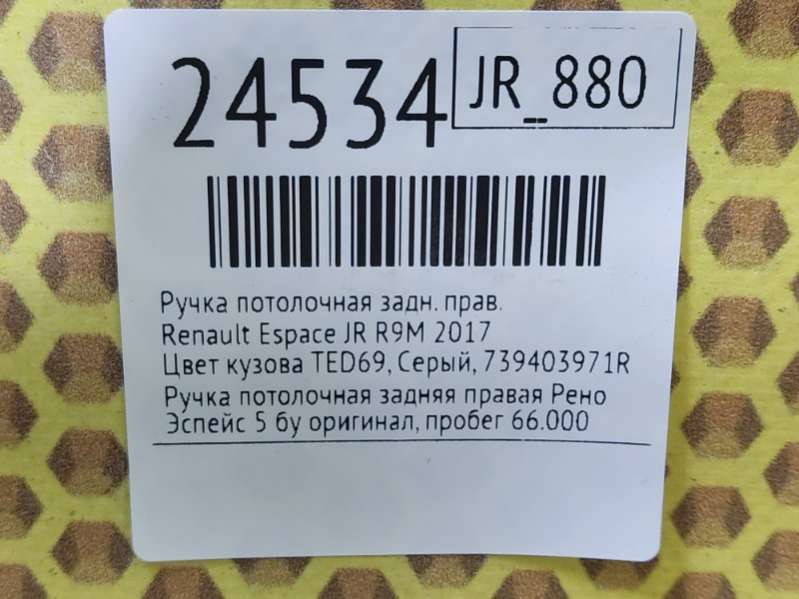 24534
JR_880
Ручка потолочная задн. прав.
Renault Espace JR R9M 2017
Цвет кузова TED69, Серый, 739403971R
Ручка потолочная задняя правая Рено
Эспейс 5 бу оригинал, пробег 66.000